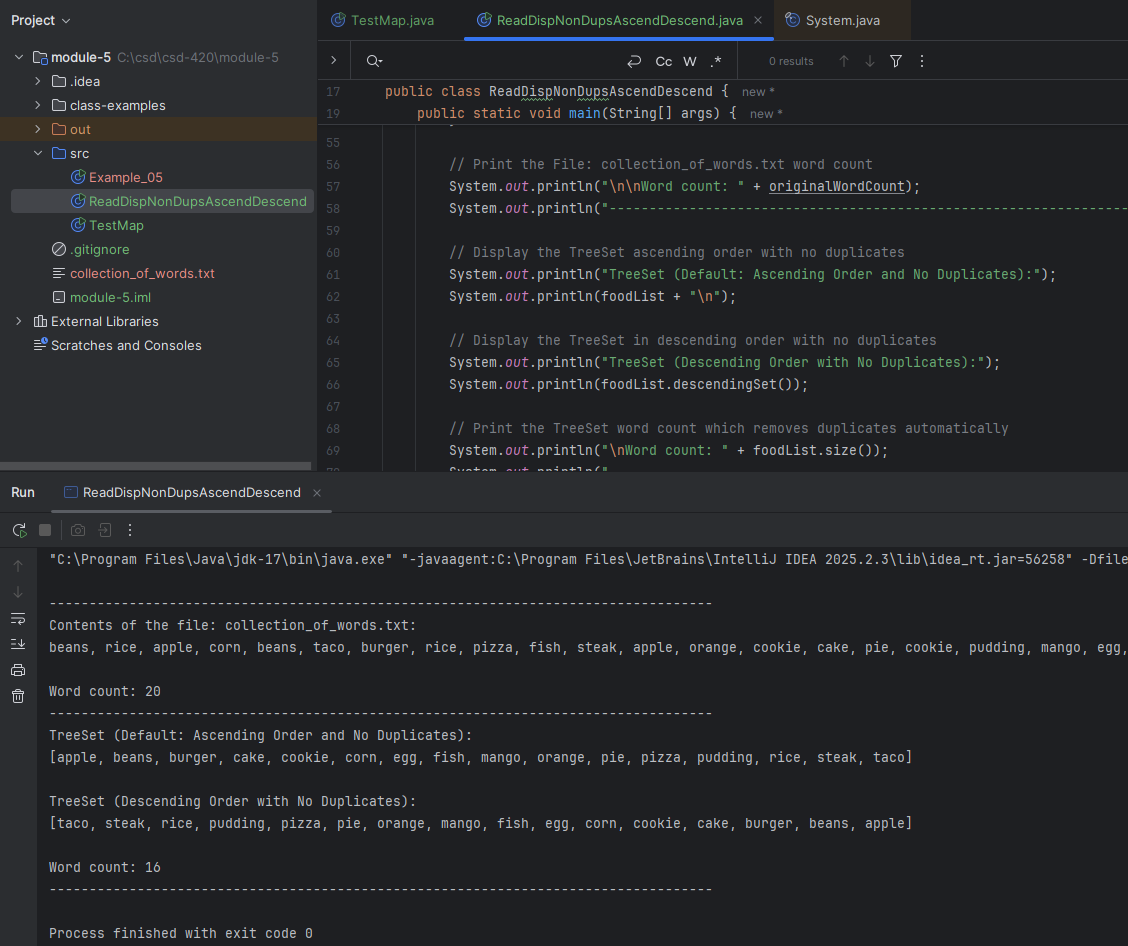 Project
module-5 C:\csd\csd-420\module-5
.idea
class-examples
out
src
Example_05
ReadDispNonDupsAscendDescend
TestMap
.gitignore
collection_of_words.txt
module-5.iml
External Libraries
Scratches and Consoles
TestMap.java ReadDispNonDupsAscendDescend.java System.java
Cc W .* 0 results
17 public class ReadDispNonDupsAscendDescend { new *
19 public static void main(String[] args) { new *
55
56 // Print the File: collection_of_words.txt word count
57 System.out.println("\n\nWord count: " + originalWordCount);
58 System.out.println("-----------------------------------------------------------------
59
60 // Display the TreeSet ascending order with no duplicates
61 System.out.println("TreeSet (Default: Ascending Order and No Duplicates):");
62 System.out.println(foodList + "\n");
63
64 // Display the TreeSet in descending order with no duplicates
65 System.out.println("TreeSet (Descending Order with No Duplicates):");
66 System.out.println(foodList.descendingSet());
67
68 // Print the TreeSet word count which removes duplicates automatically
69 System.out.println("\nWord count: " + foodList.size());
Run ReadDispNonDupsAscendDescend
"C:\Program Files\Java\jdk-17\bin\java.exe" "-javaagent:C:\Program Files\JetBrains\IntelliJ IDEA 2025.2.3\lib\idea_rt.jar=56258" -Dfile
-----------------------------------------------------------------------------------
Contents of the file: collection_of_words.txt:
beans, rice, apple, corn, beans, taco, burger, rice, pizza, fish, steak, apple, orange, cookie, cake, pie, cookie, pudding, mango, egg,
Word count: 20
-----------------------------------------------------------------------------------
TreeSet (Default: Ascending Order and No Duplicates):
[apple, beans, burger, cake, cookie, corn, egg, fish, mango, orange, pie, pizza, pudding, rice, steak, taco]
TreeSet (Descending Order with No Duplicates):
[taco, steak, rice, pudding, pizza, pie, orange, mango, fish, egg, corn, cookie, cake, burger, beans, apple]
Word count: 16
-----------------------------------------------------------------------------------
Process finished with exit code 0